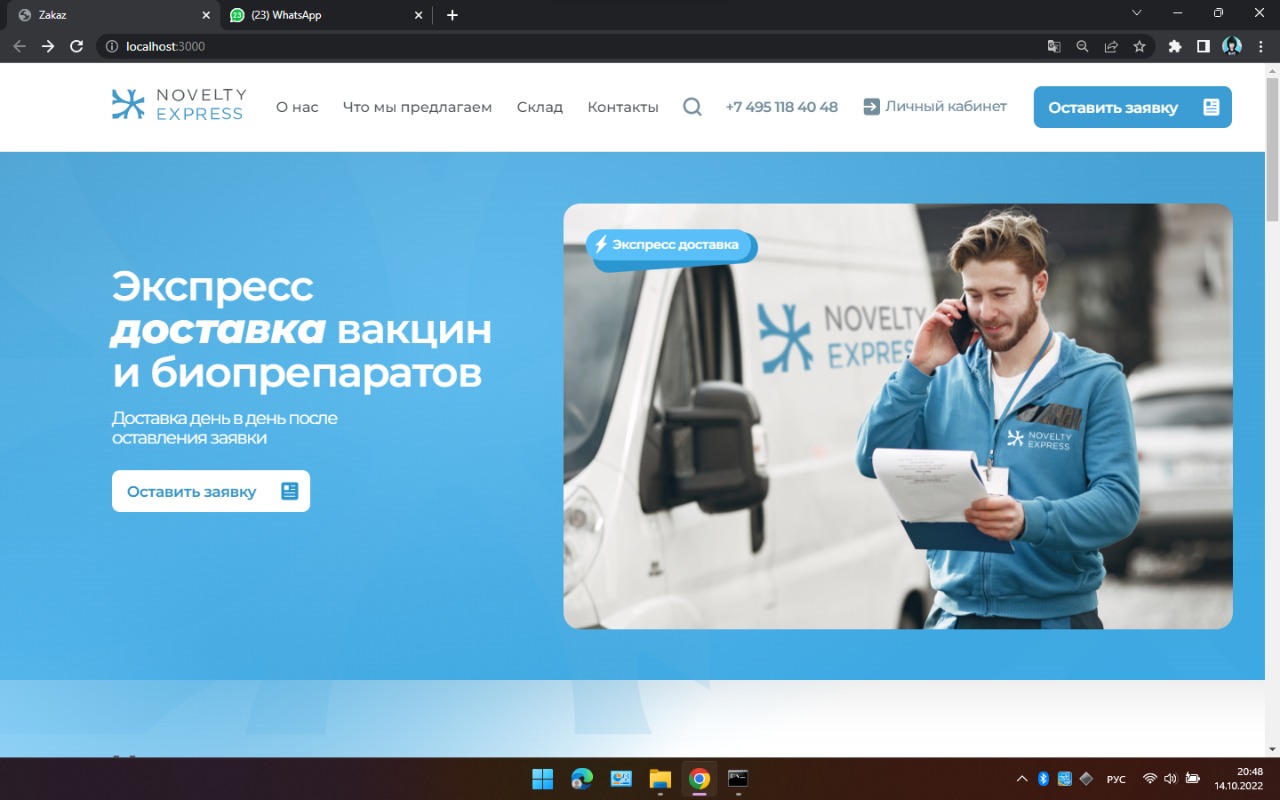 Zakaz
(23) WhatsApp
localhost:3000
NOVELTY
EXPRESS
О нас
Что мы предлагаем
Склад
Контакты
+7 495 118 40 48
Личный кабинет
Оставить заявку
Экспресс
доставка вакцин
и биопрепаратов
Доставка день в день после
оставления заявки
Оставить заявку
Экспресс доставка
NOVELTY
EXPRESS
NOVELTY
EXPRESS
РУС
20:48
14.10.2022